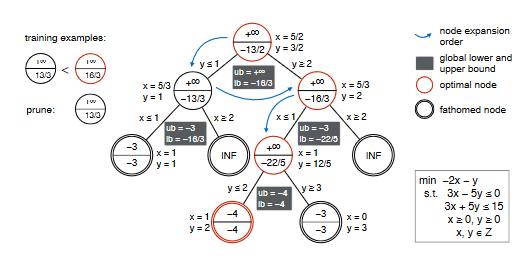 training examples:
+∞
13/3
<
+∞
16/3
prune:
+∞
13/3
+∞
−13/2
x = 5/2
y = 3/2
y ≤ 1
y ≥ 2
ub = +∞
lb = −16/3
x = 5/3
y = 1
+∞
−13/3
+∞
−16/3
x = 5/3
y = 2
x ≤ 1
x ≥ 2
ub = −3
lb = −16/3
x ≤ 1
x ≥ 2
ub = −3
lb = −22/5
−3
−3
x = 1
y = 1
INF
+∞
−22/5
x = 1
y = 12/5
INF
y ≤ 2
y ≥ 3
ub = −4
lb = −4
x = 1
y = 2
−4
−4
−3
−3
x = 0
y = 3
node expansion
order
global lower and
upper bound
optimal node
fathomed node
min −2x − y
s.t. 3x − 5y ≤ 0
3x + 5y ≤ 15
x ≥ 0, y ≥ 0
x, y ∈ Z